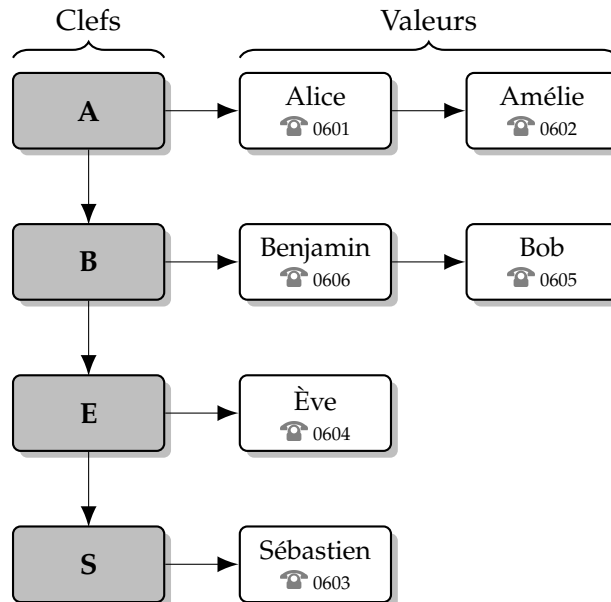 Clefs Valeurs
A Alice Amélie
☎ 0601 ☎ 0602
B Benjamin Bob
☎ 0606 ☎ 0605
E Ève
☎ 0604
S Sébastien
☎ 0603